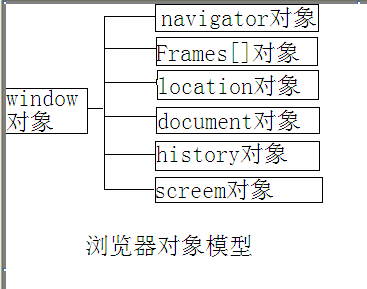 navigator对象
Frames[]对象
location对象
window
对象
document对象
history对象
screem对象
浏览器对象模型